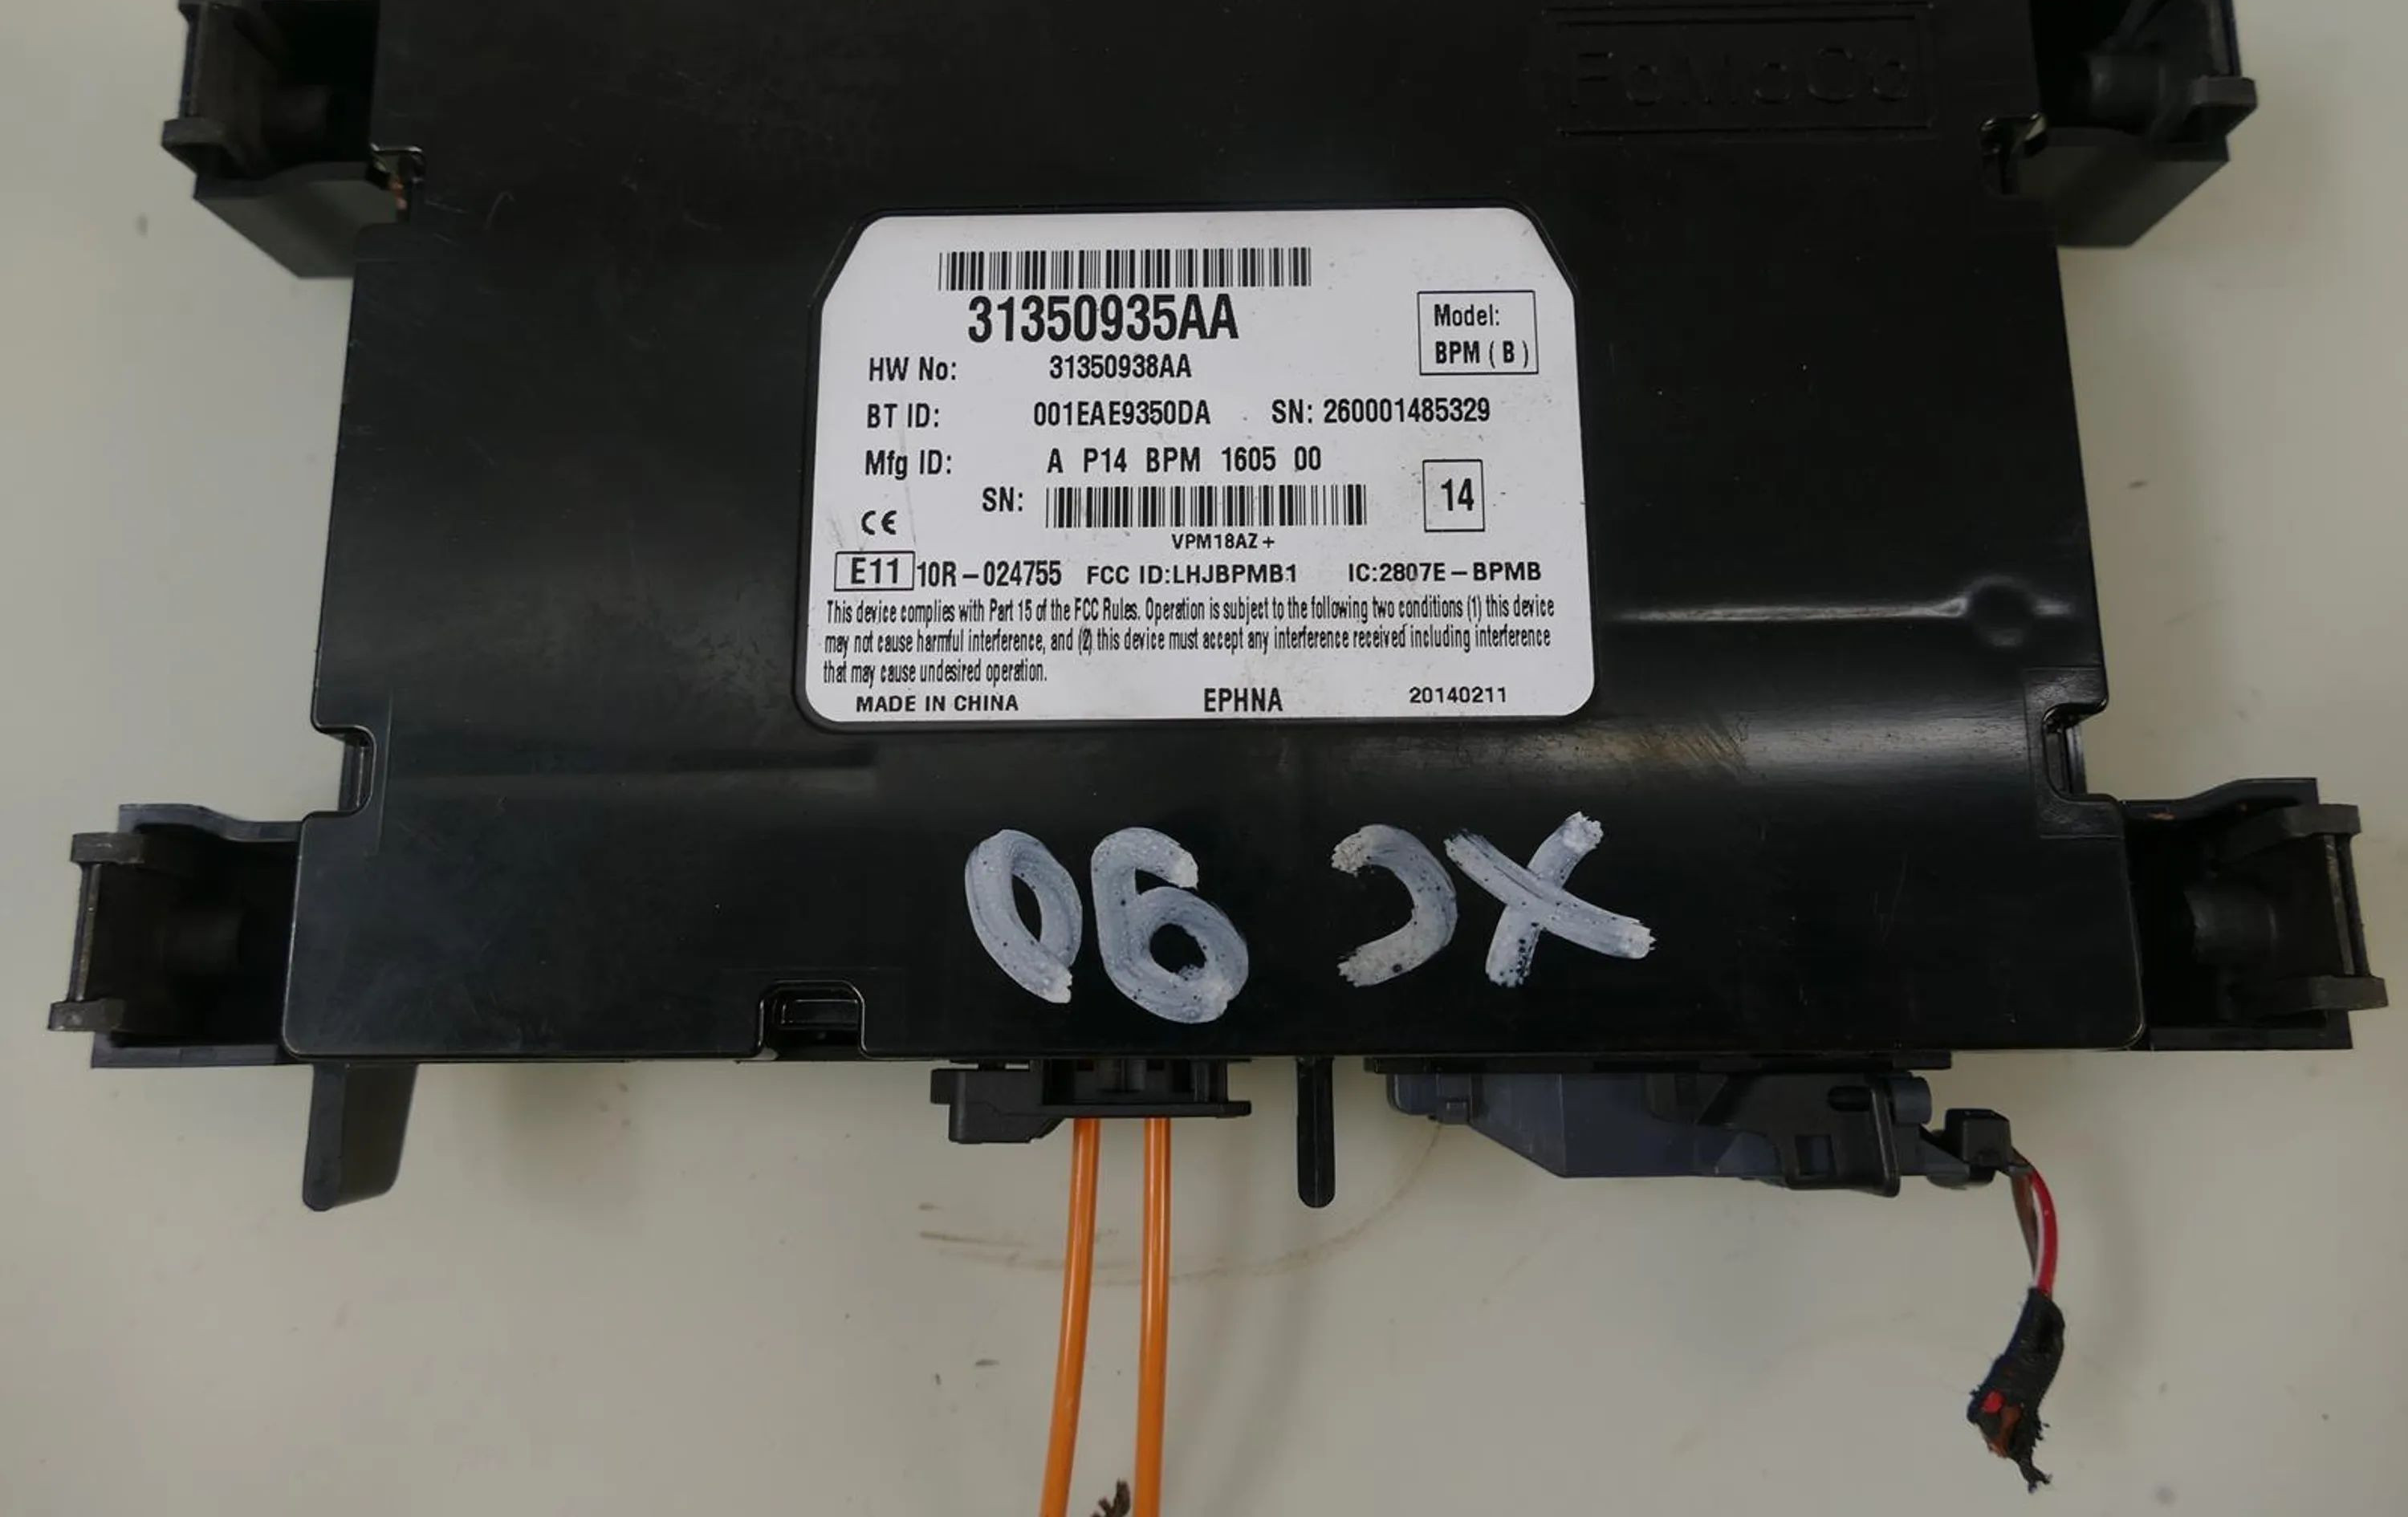 FoMoCo
31350935AA
Model:
BPM ( B )
HW No: 31350938AA
BT ID: 001EAE9350DA SN: 260001485329
Mfg ID: A P14 BPM 1605 00
SN:
14
CE
VPM18AZ+
E11 10R-024755 FCC ID:LHJBPMB1 IC:2807E-BPMB
This device complies with Part 15 of the FCC Rules. Operation is subject to the following two conditions (1) this device
may not cause harmful interference, and (2) this device must accept any interference received including interference
that may cause undesired operation.
MADE IN CHINA EPHNA 20140211